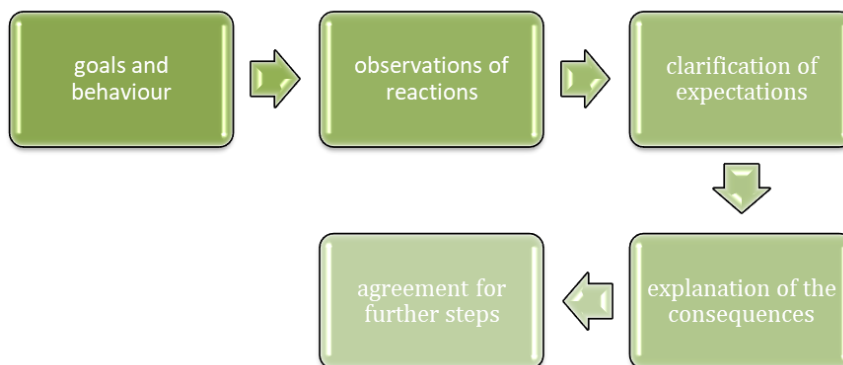 goals and
behaviour
observations of
reactions
clarification of
expectations
explanation of the
consequences
agreement for
further steps